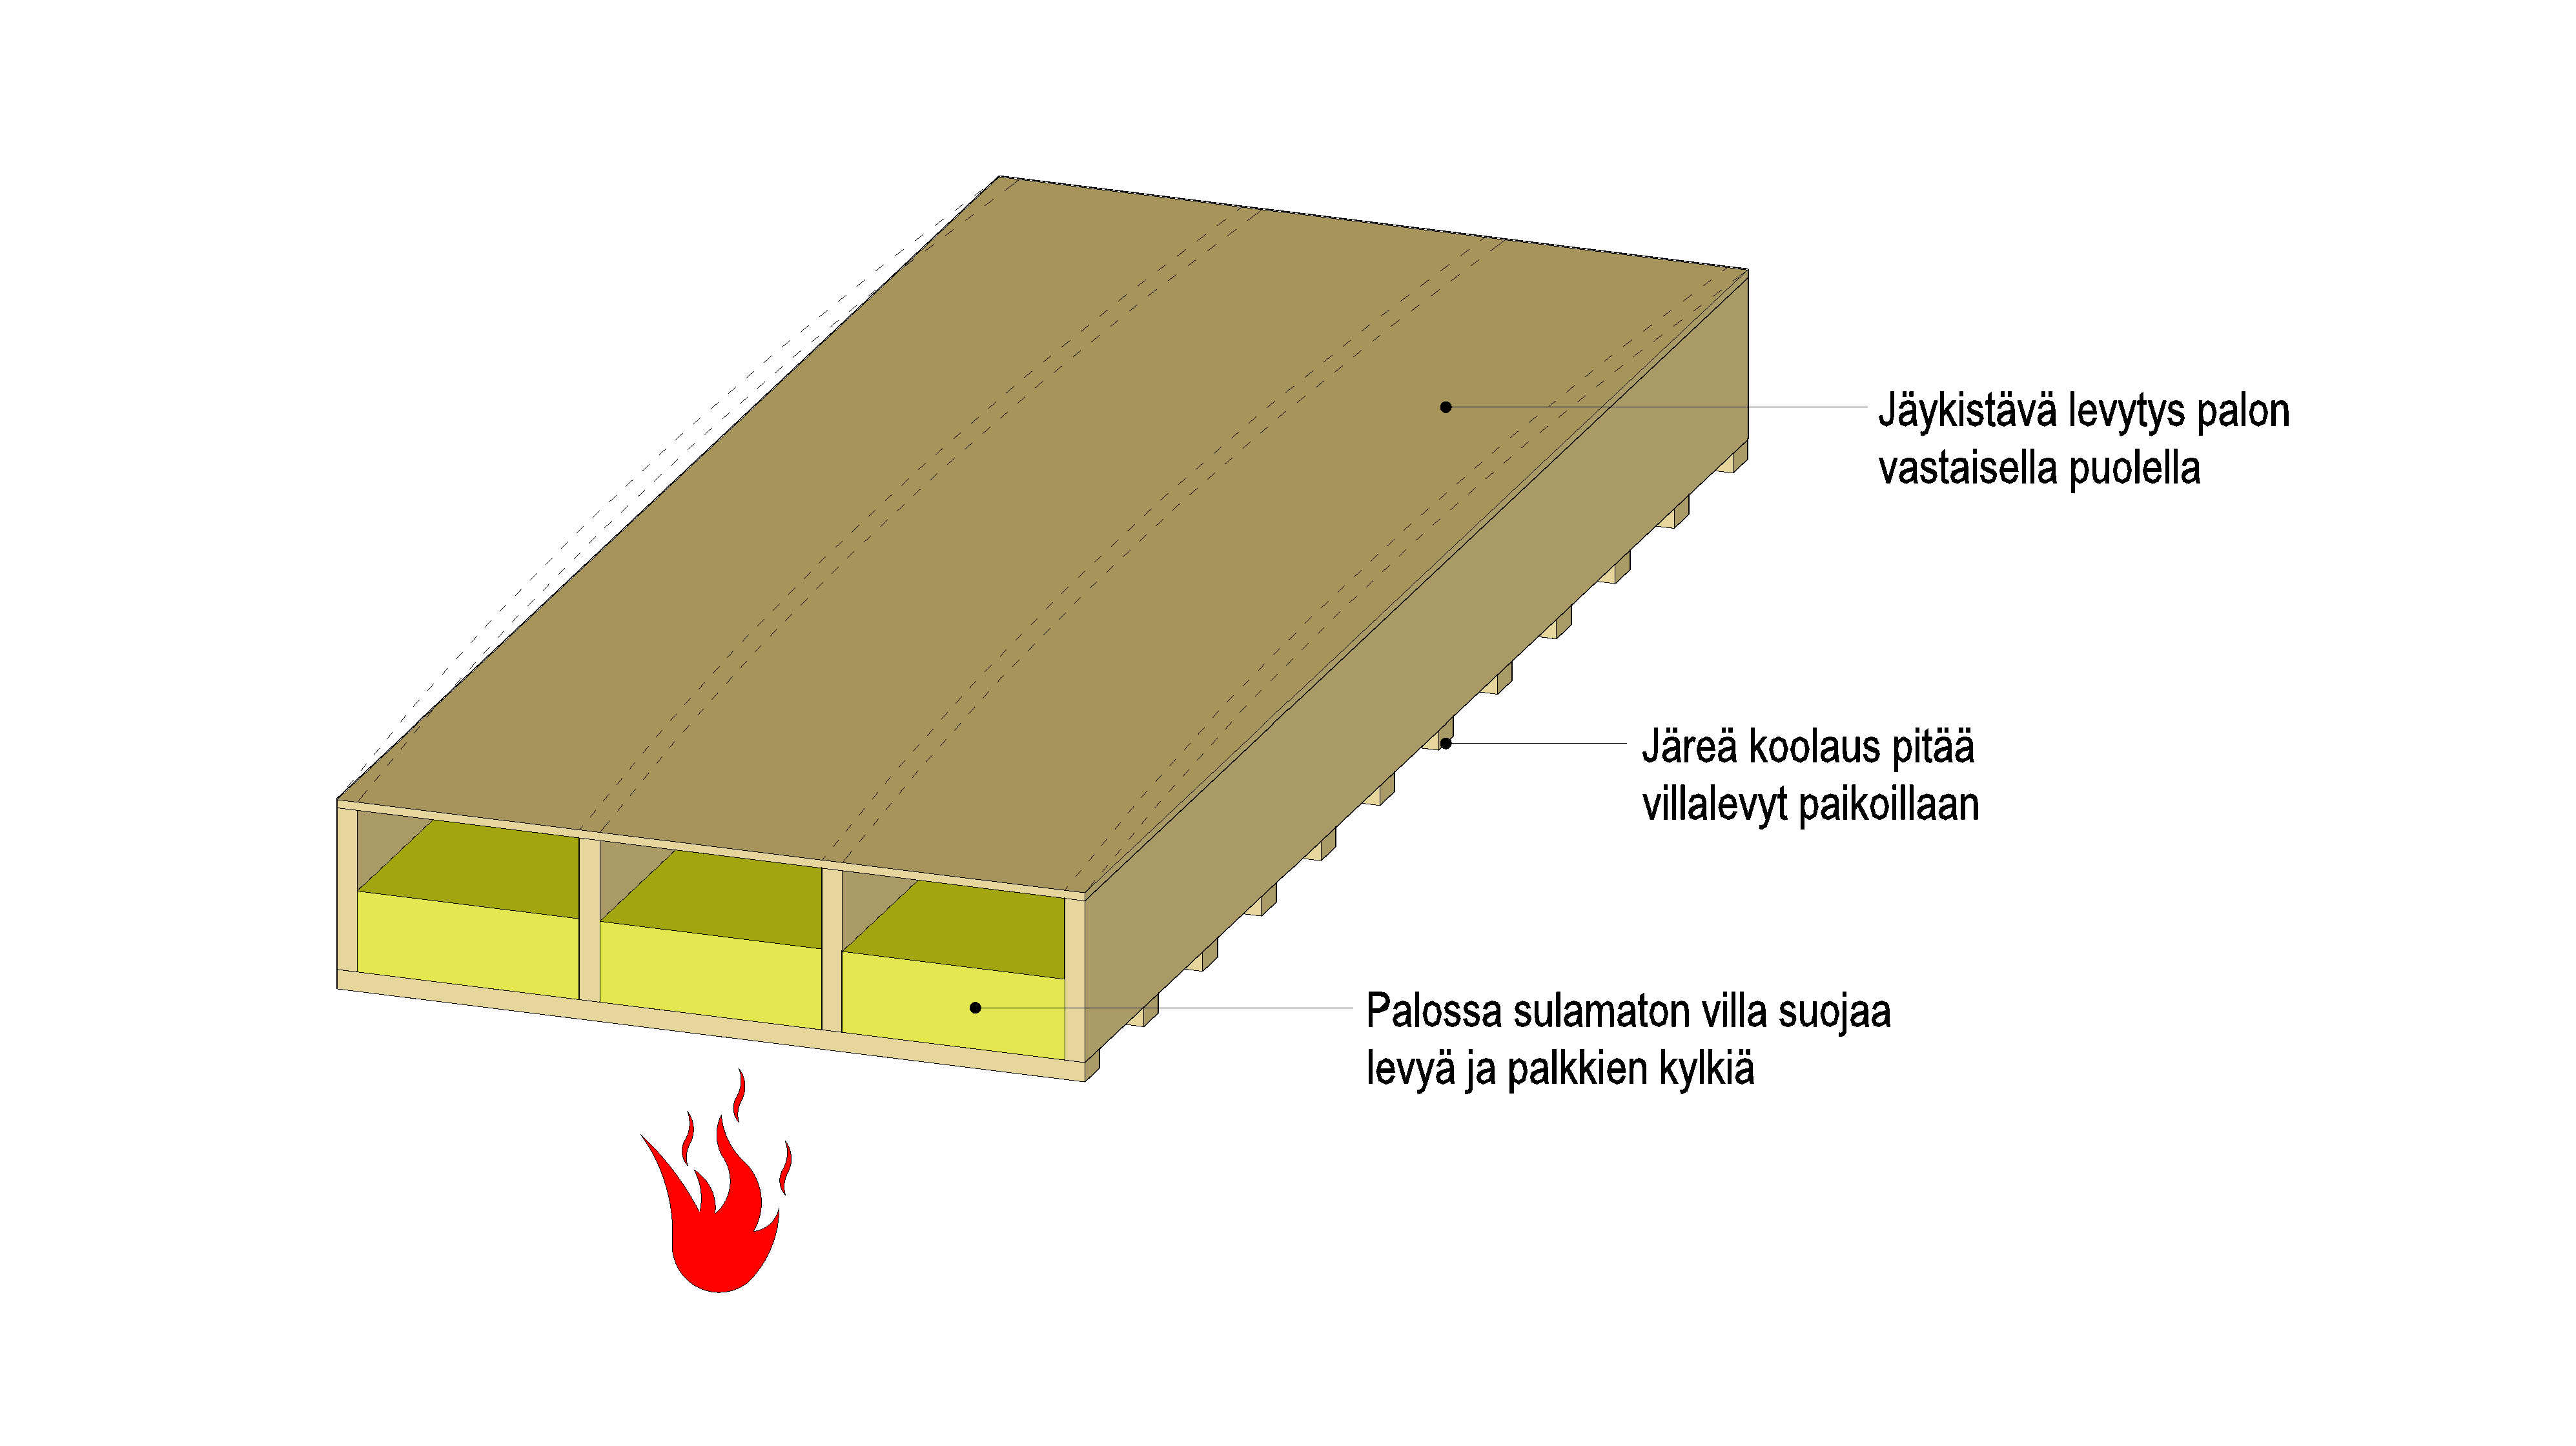 Jäykistävä levytys palon
vastaisella puolella
Järeä koolaus pitää
villalevyt paikoillaan
Palossa sulamaton villa suojaa
levyä ja palkkien kylkiä